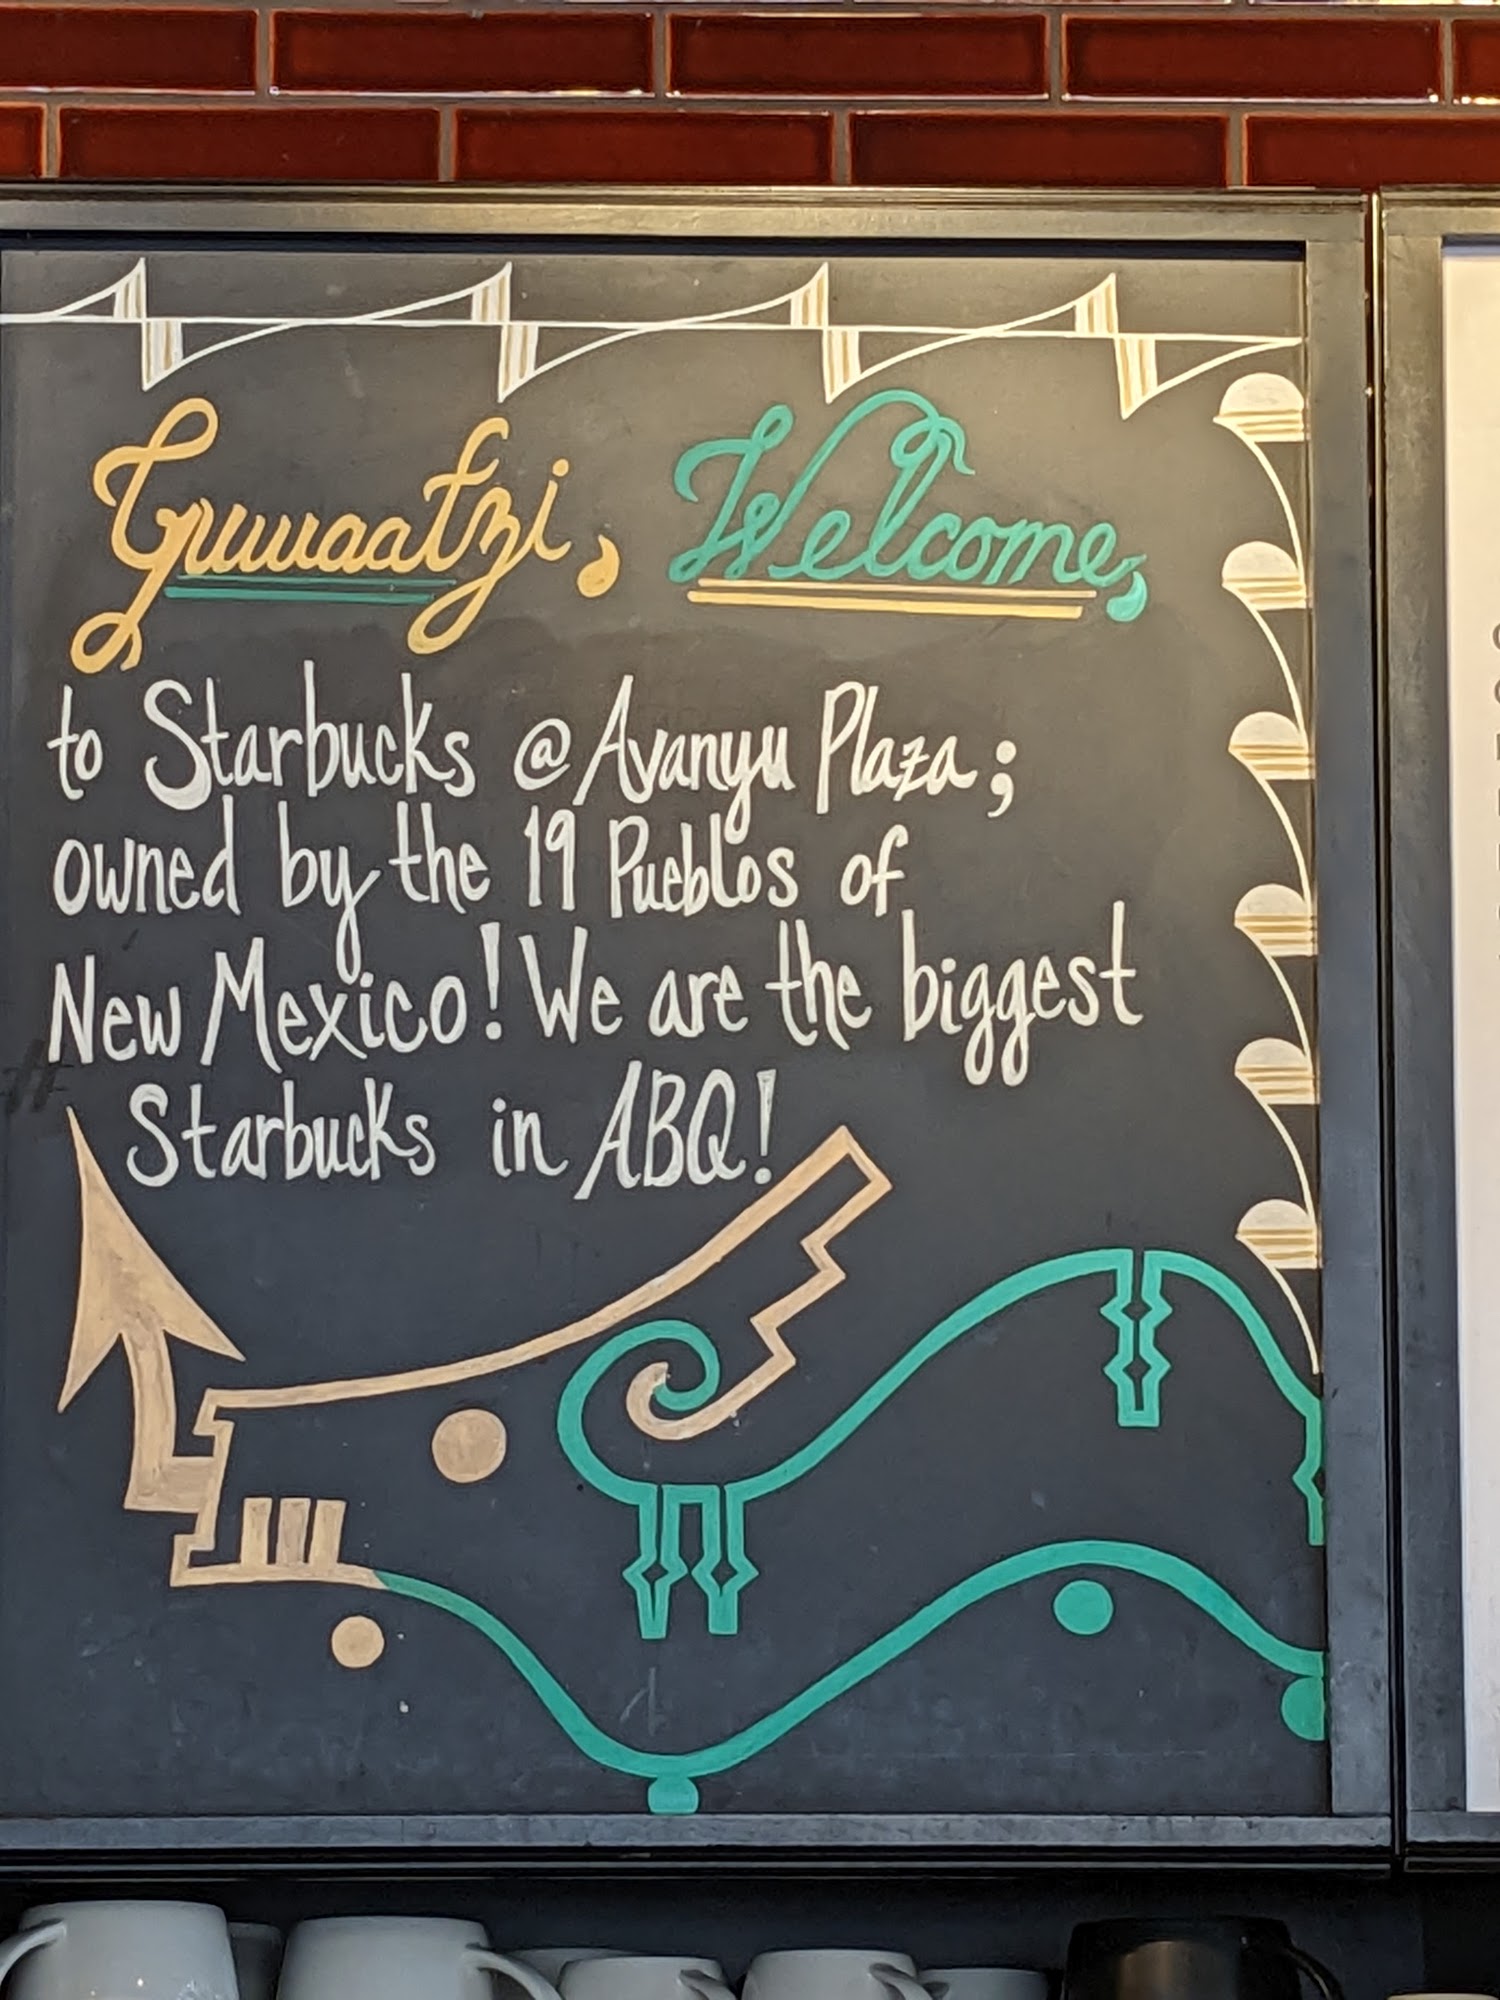 Guwaatzi, Welcome,
to Starbucks @ Avanyu Plaza;
owned by the 19 Pueblos of
New Mexico! We are the biggest
Starbucks in ABQ!